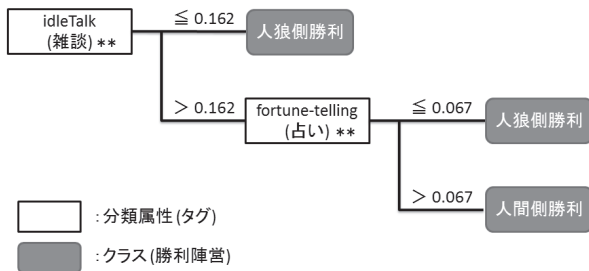 idleTalk
(雑談) **
≦ 0.162
人狼側勝利
> 0.162
fortune-telling
(占い) **
≦ 0.067
人狼側勝利
> 0.067
人間側勝利
:分類属性(タグ)
:クラス(勝利陣営)